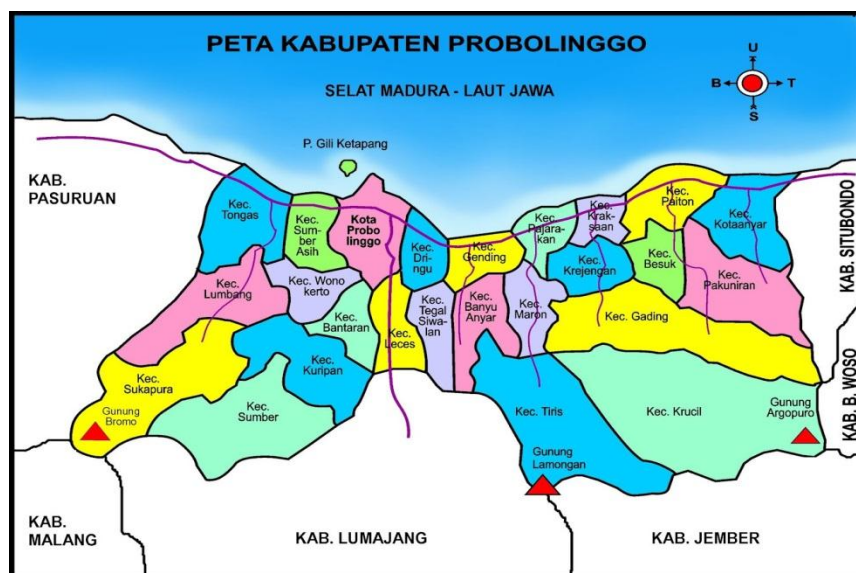 PETA KABUPATEN PROBOLINGGO
U
B
T
S
SELAT MADURA - LAUT JAWA
P. Gili Ketapang
KAB.
PASURUAN
Kec.
Tongas
Kec.
Sum-
ber
Asih
Kota
Probo
linggo
Kec.
Dri-
ngu
Kec.
Gending
Kec.
Pajara-
kan
Kec.
Krak-
saan
Kec.
Paiton
Kec.
Kotaanyar
KAB. SITUBONDO
Kec.
Lumbang
Kec. Wono
kerto
Kec.
Bantaran
Kec.
Leces
Kec.
Tegal
Siwa-
lan
Kec.
Banyu
Anyar
Kec.
Maron
Kec.
Krejengan
Kec.
Besuk
Kec.
Pakuniran
Kec. Gading
Kec.
Sukapura
Gunung
Bromo
Kec.
Kuripan
Kec.
Sumber
Kec. Tiris
Gunung
Lamongan
Kec. Krucil
Gunung
Argopuro
KAB. B. WOSO
KAB.
MALANG
KAB. LUMAJANG
KAB. JEMBER